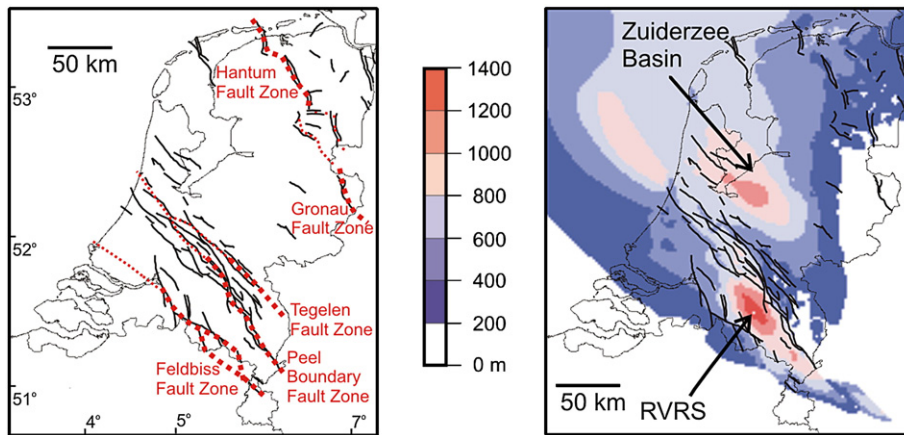 50 km
53°
52°
51°
4°
5°
7°
Hantum
Fault Zone
Gronau
Fault Zone
Tegelen
Fault Zone
Peel
Boundary
Fault Zone
Feldbiss
Fault Zone
1400
1200
1000
800
600
400
200
0 m
Zuiderzee
Basin
50 km
RVRS